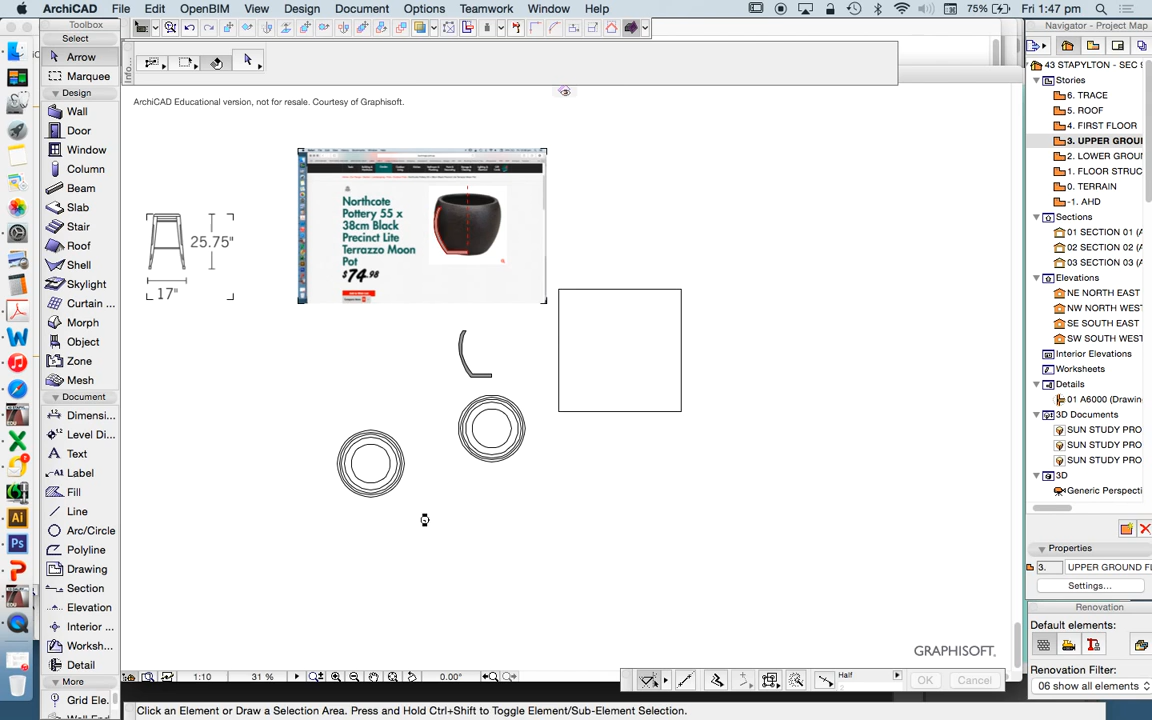 ArchiCAD File Edit OpenBIM View Design Document Options Teamwork Window Help 75% Fri 1:47 pm
Toolbox
Select
Arrow
Marquee
Design
Wall
Door
Window
Column
Beam
Slab
Stair
Roof
Shell
Skylight
Curtain ...
Morph
Object
Zone
Mesh
Document
Dimensi...
Level Di...
Text
Label
Fill
Line
Arc/Circle
Polyline
Drawing
Section
Elevation
Interior ...
Worksh...
Detail
More
Grid Ele...
ArchiCAD Educational version, not for resale. Courtesy of Graphisoft.
25.75"
17"
Northcote
Pottery 55 x
38cm Black
Precinct Lite
Terrazzo Moon
Pot
$74.98
GRAPHISOFT.
1:10 31 % 0.00°
Half
OK Cancel
Click an Element or Draw a Selection Area. Press and Hold Ctrl+Shift to Toggle Element/Sub-Element Selection.
Navigator - Project Map
43 STAPYLTON - SEC 9
Stories
6. TRACE
5. ROOF
4. FIRST FLOOR
3. UPPER GROUN
2. LOWER GROUN
1. FLOOR STRUC
0. TERRAIN
-1. AHD
Sections
01 SECTION 01 (A
02 SECTION 02 (A
03 SECTION 03 (A
Elevations
NE NORTH EAST
NW NORTH WEST
SE SOUTH EAST
SW SOUTH WEST
Interior Elevations
Worksheets
Details
01 A6000 (Drawin
3D Documents
SUN STUDY PRO
SUN STUDY PRO
SUN STUDY PRO
3D
Generic Perspecti
Properties
3. UPPER GROUND FL
Settings...
Renovation
Default elements:
Renovation Filter:
06 show all elements